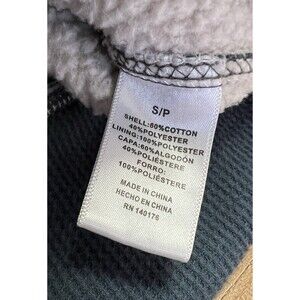 S/P
SHELL:60%COTTON
40%POLYESTER
LINING:100%POLYESTER
CAPA:60%ALGODÓN
40%POLIÉSTERE
FORRO:
100%POLIÉSTERE
MADE IN CHINA
HECHO EN CHINA
RN 140176